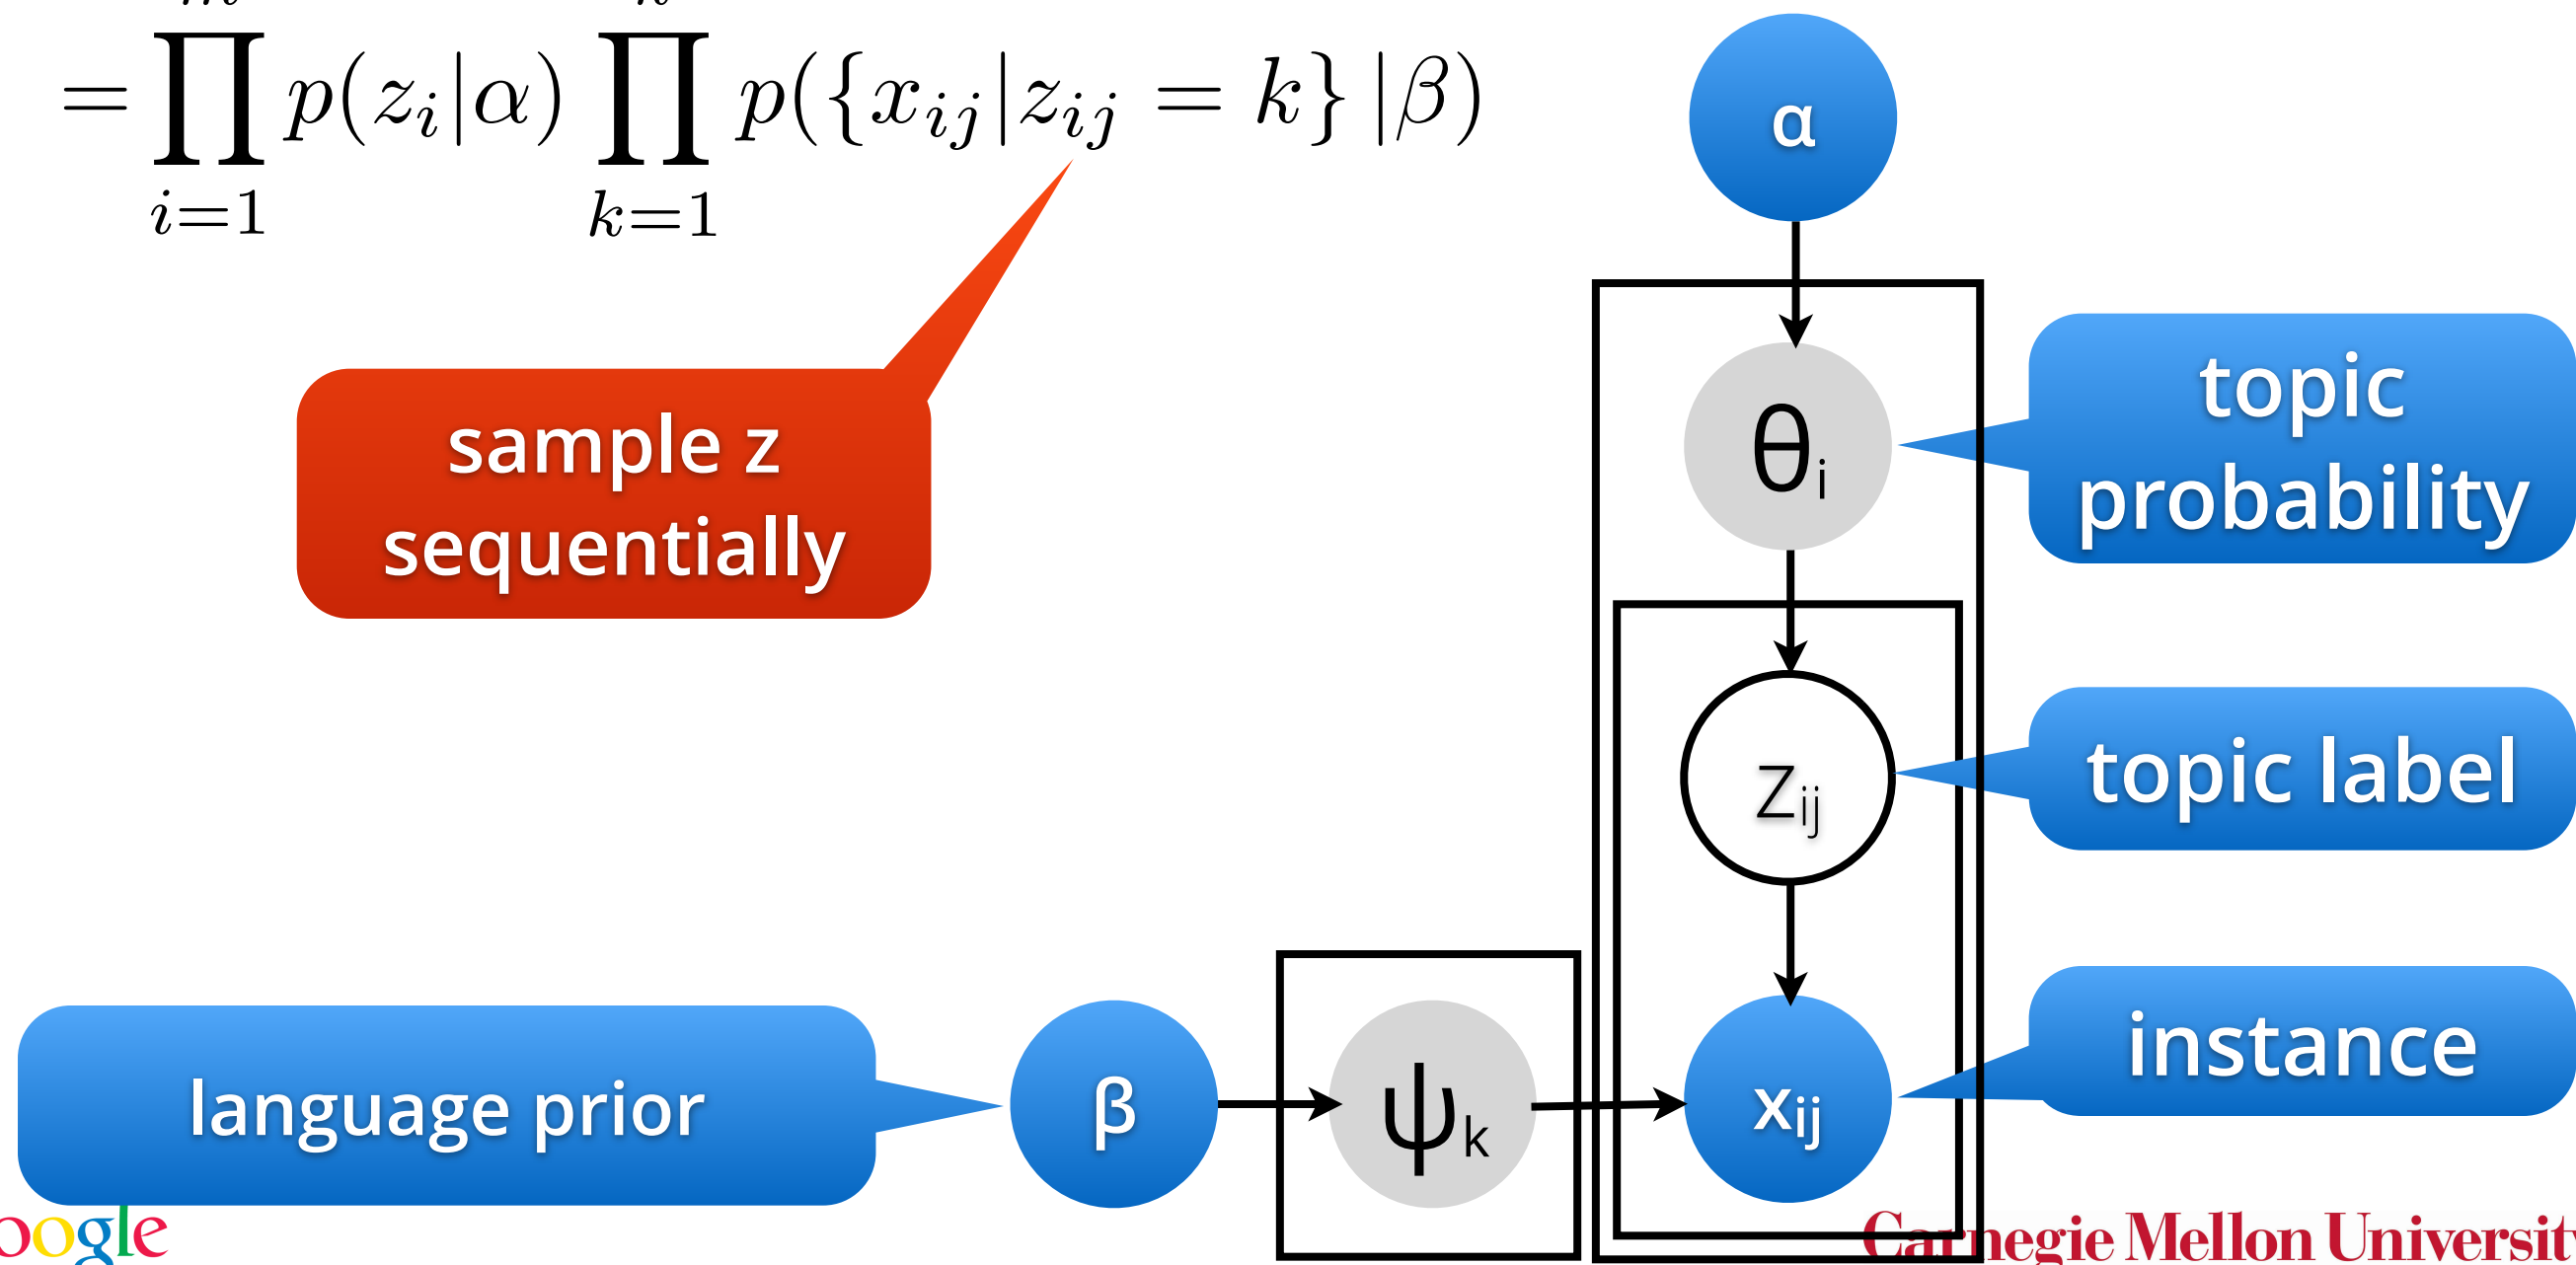 = ∏ p(z_i|α) ∏ p({x_ij|z_ij = k} |β)
i=1 k=1
α
sample z
sequentially
θi
topic
probability
zij
topic label
language prior
β
ψk
xij
instance
oogle
Carnegie Mellon University